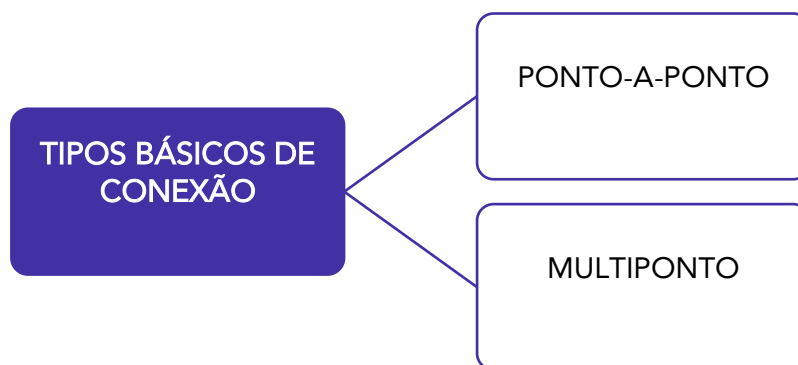 TIPOS BÁSICOS DE
CONEXÃO
PONTO-A-PONTO
MULTIPONTO